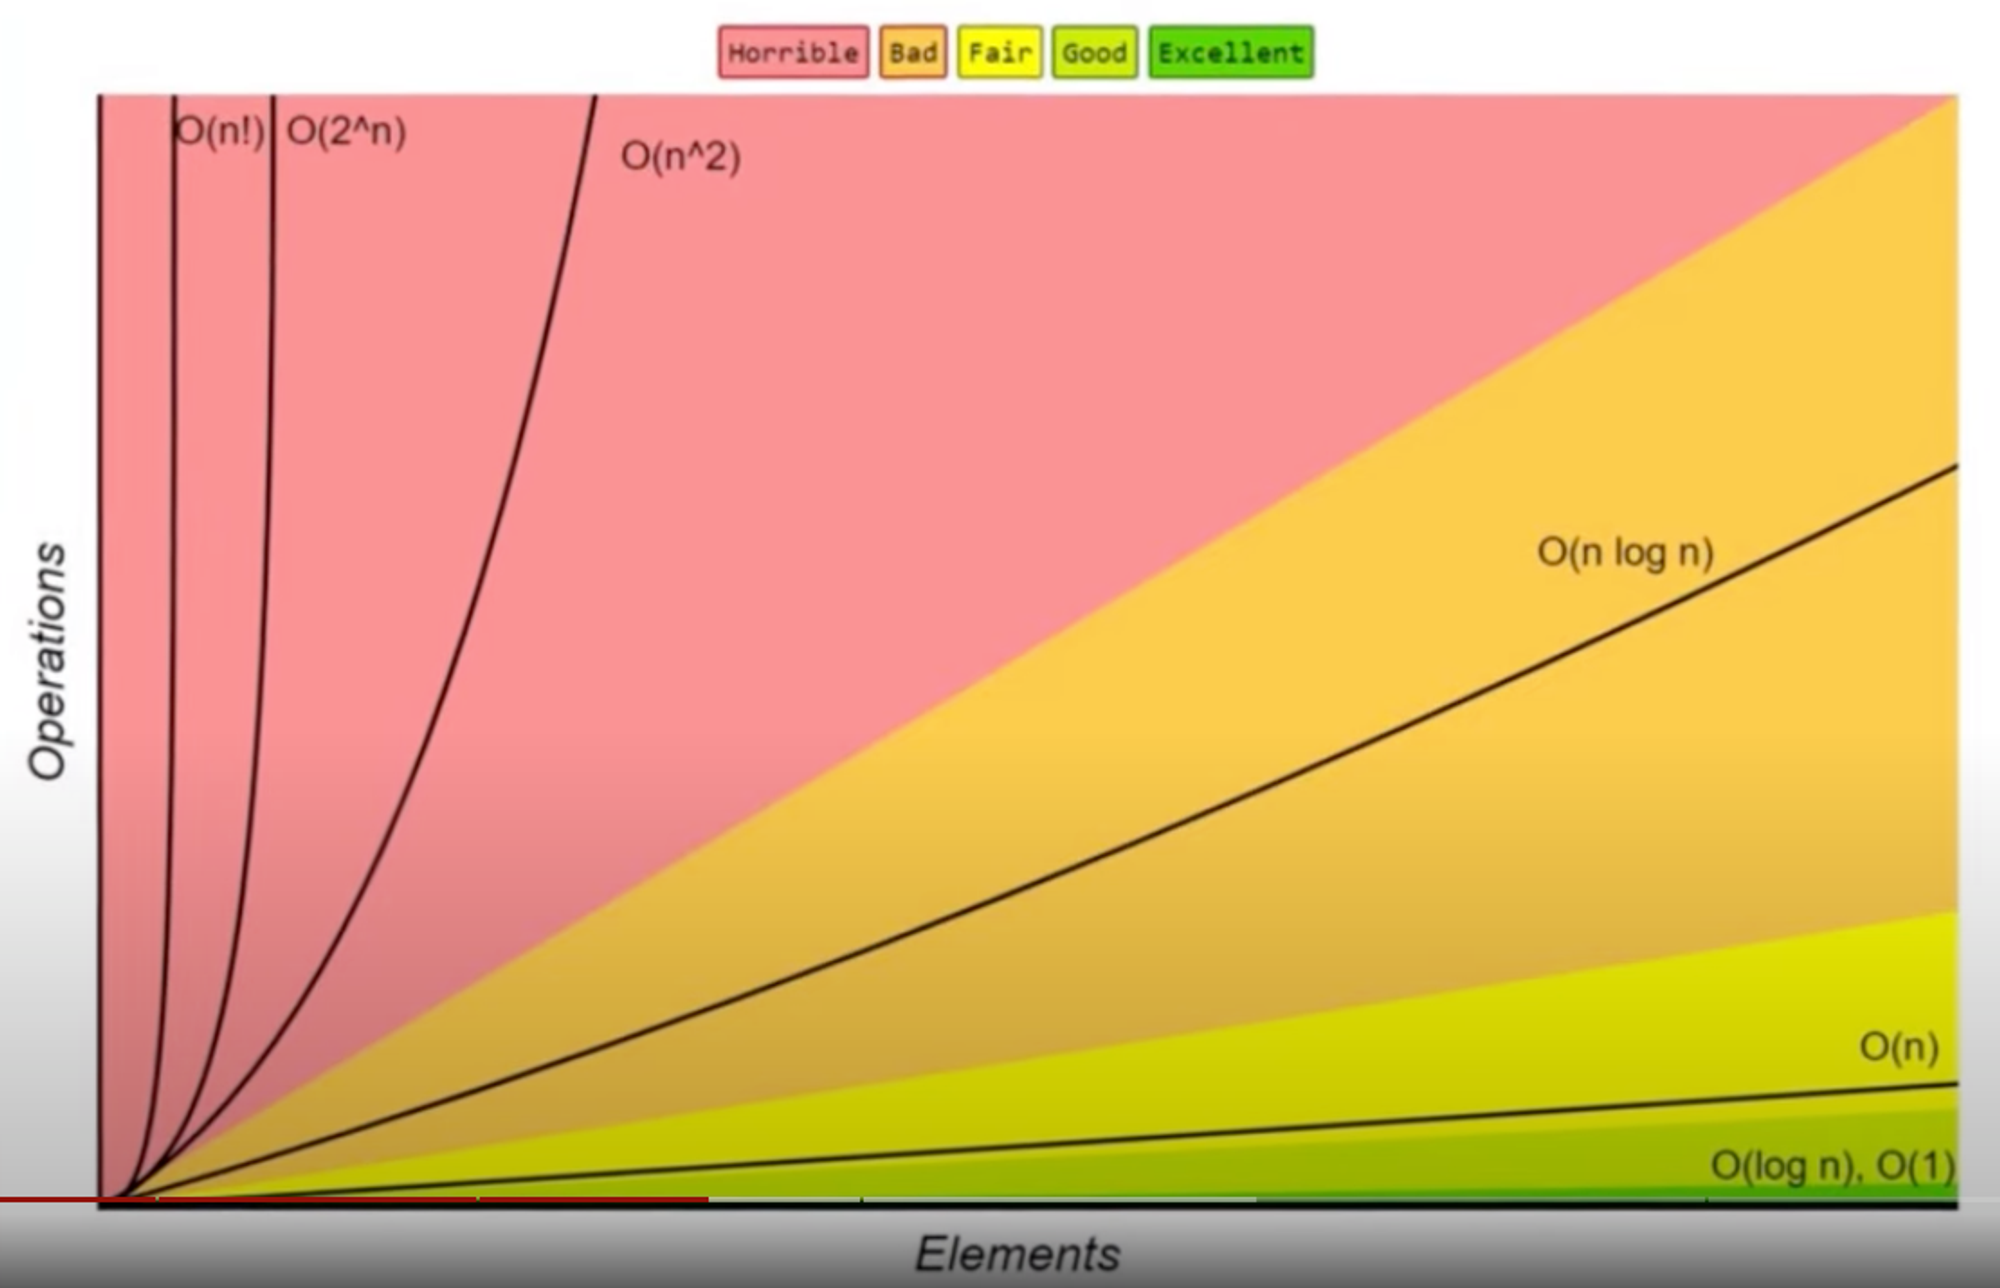 Horrible Bad Fair Good Excellent
O(n!) O(2^n)
O(n^2)
O(n log n)
Operations
O(n)
O(log n), O(1)
Elements